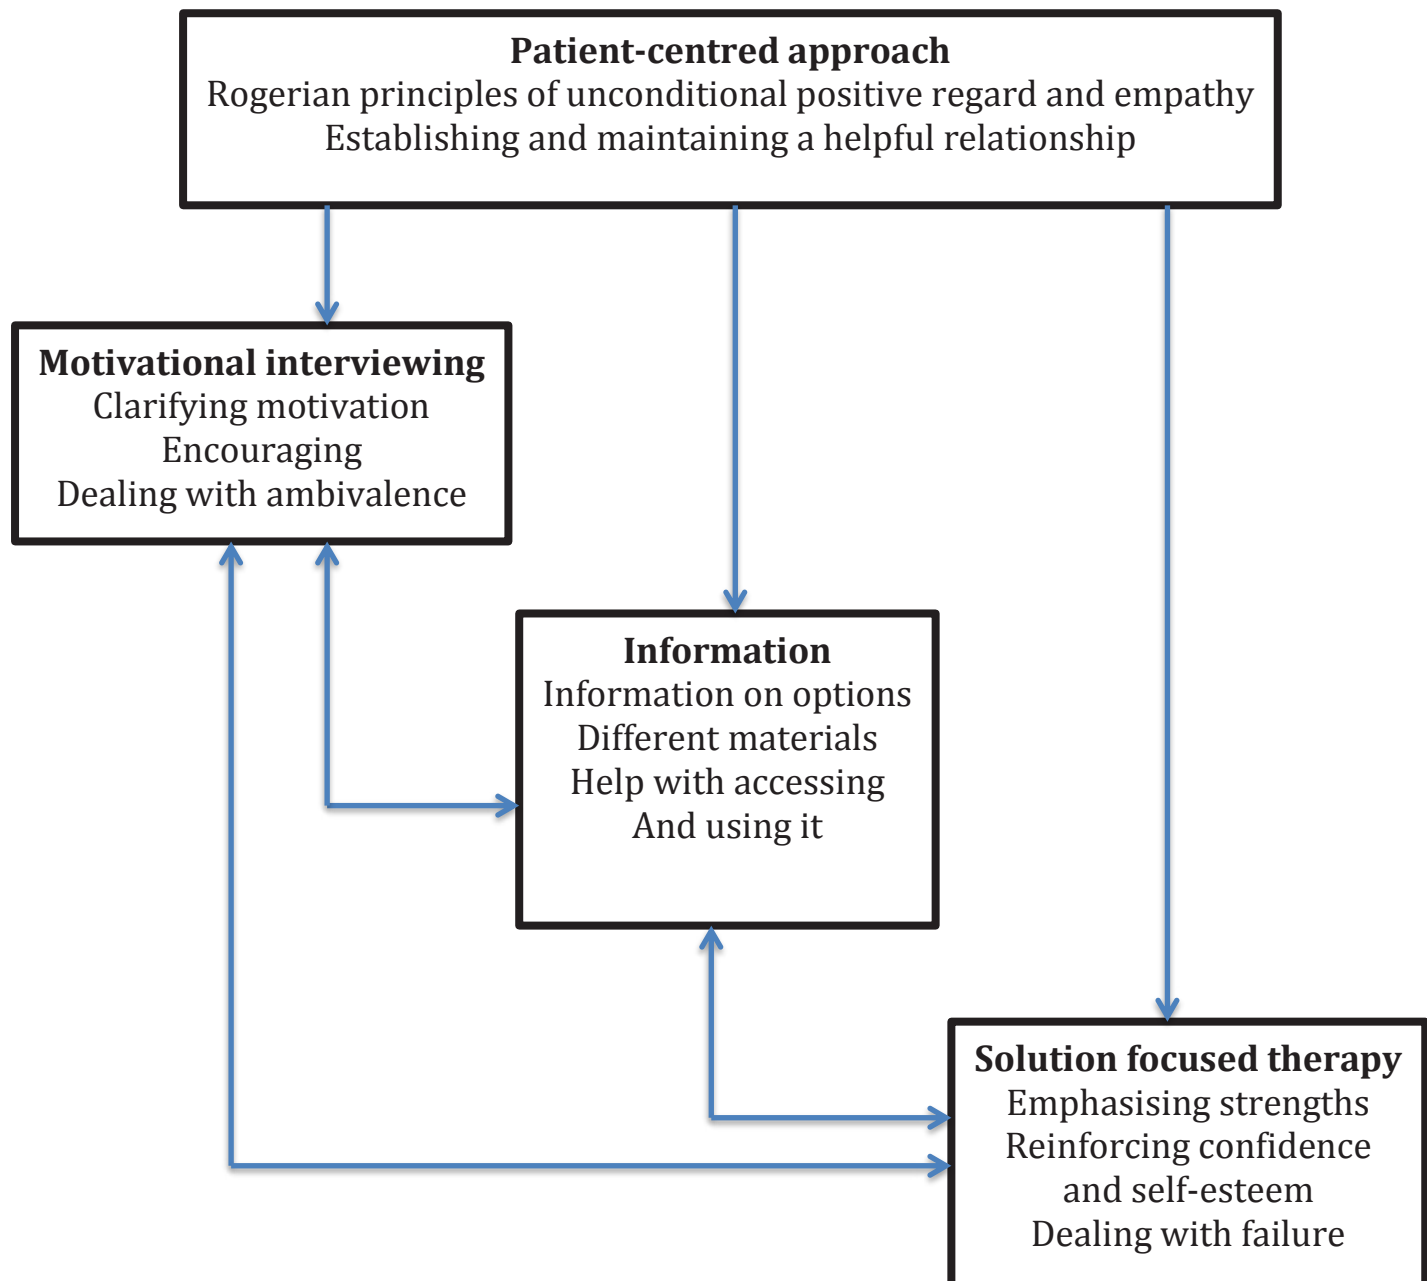 Patient-centred approach
Rogerian principles of unconditional positive regard and empathy
Establishing and maintaining a helpful relationship
Motivational interviewing
Clarifying motivation
Encouraging
Dealing with ambivalence
Information
Information on options
Different materials
Help with accessing
And using it
Solution focused therapy
Emphasising strengths
Reinforcing confidence
and self-esteem
Dealing with failure